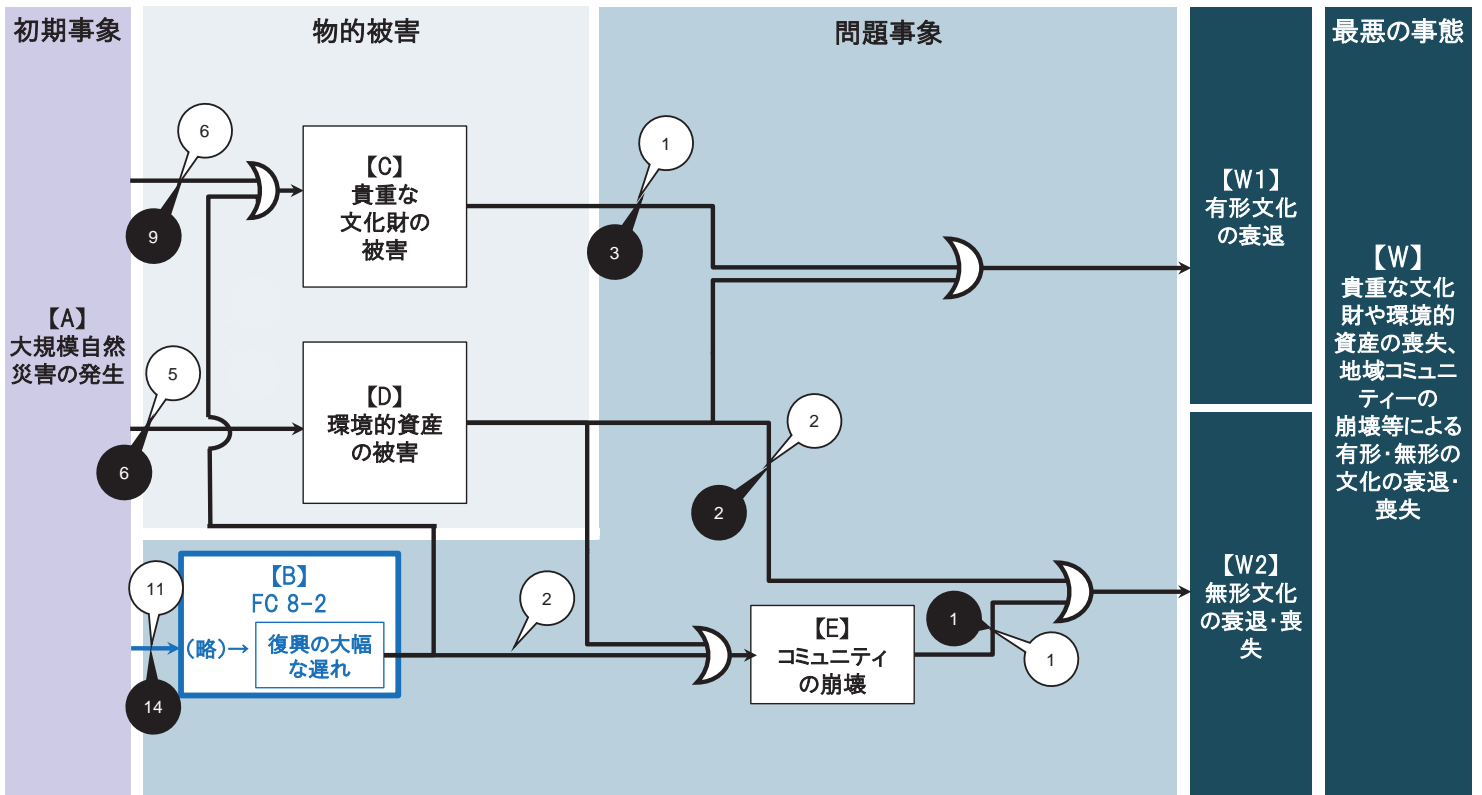 初期事象
物的被害
問題事象
最悪の事態
6
9
【C】
貴重な
文化財の
被害
1
3
【W1】
有形文化
の衰退
【W】
貴重な文化
財や環境的
資産の喪失、
地域コミュニ
ティーの
崩壊等による
有形・無形の
文化の衰退・
喪失
【A】
大規模自然
災害の発生
5
6
【D】
環境的資産
の被害
2
2
11
14
【B】
FC 8-2
(略)→
復興の大幅
な遅れ
2
【E】
コミュニティ
の崩壊
1
1
【W2】
無形文化
の衰退・喪
失